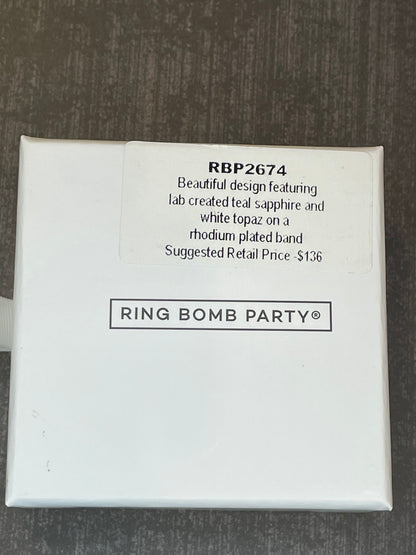 RBP2674
Beautiful design featuring
lab created teal sapphire and
white topaz on a
rhodium plated band
Suggested Retail Price -$136
RING BOMB PARTY®